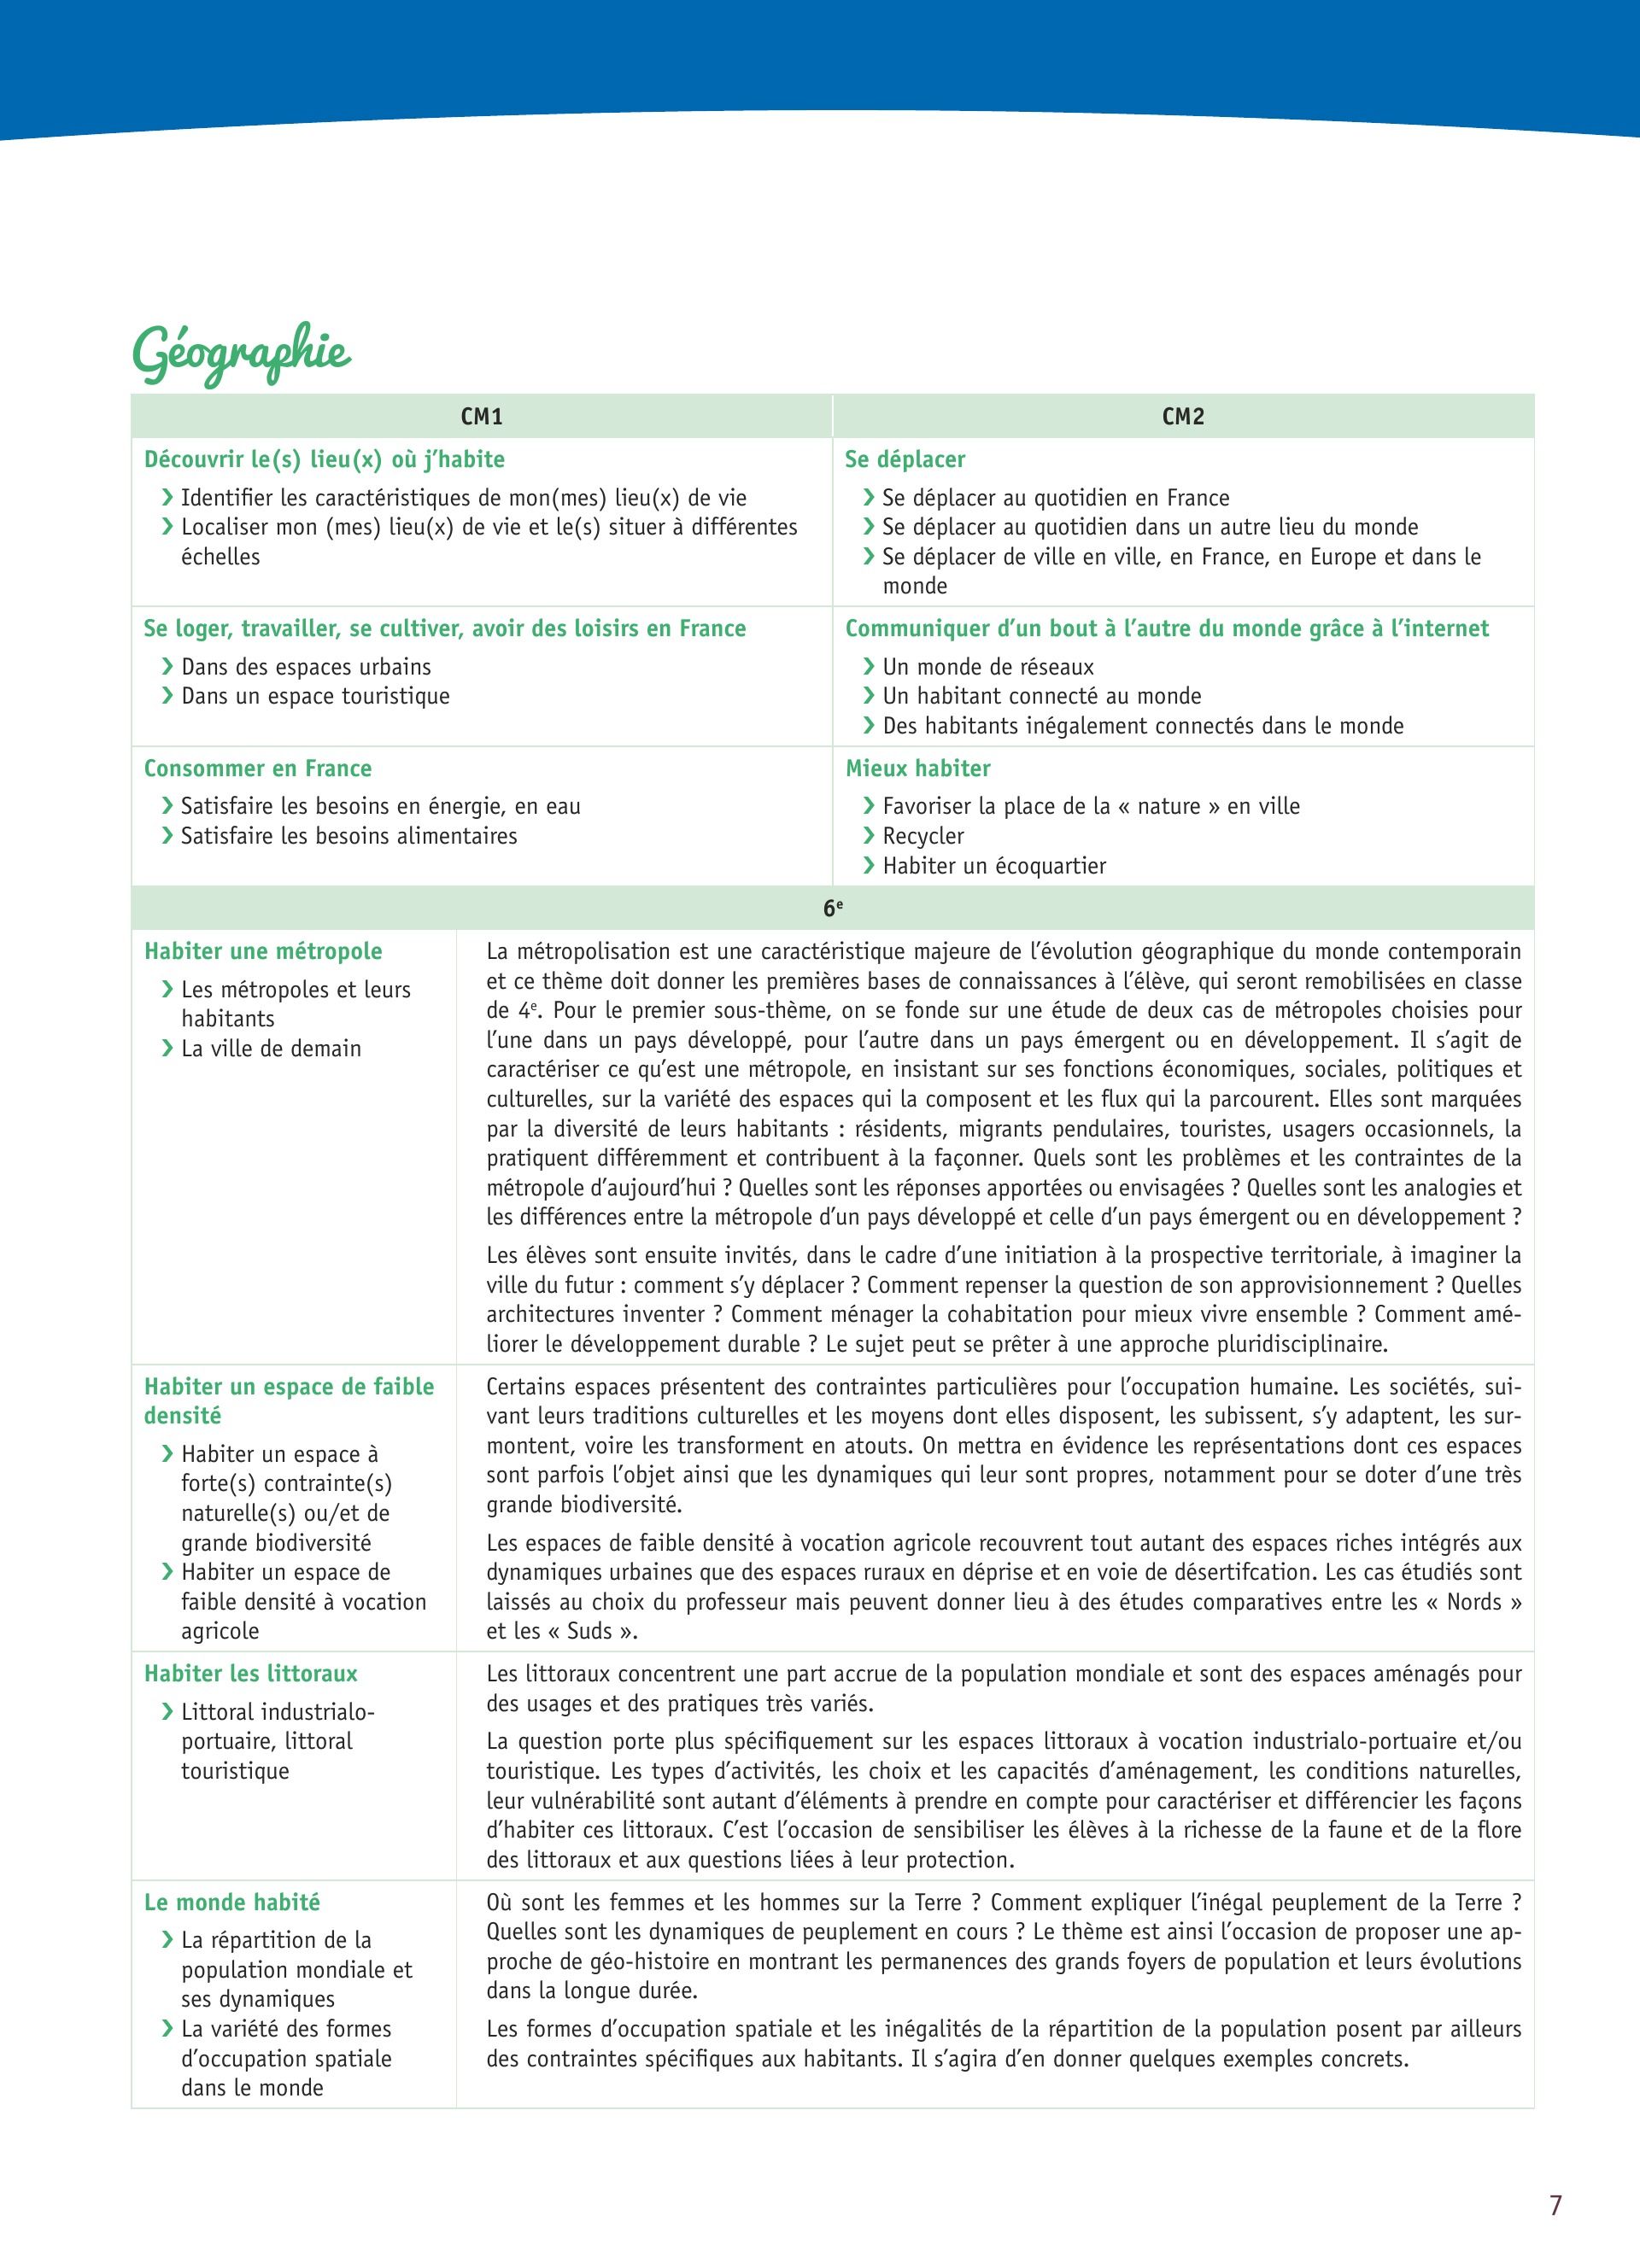 Géographie
CM1
CM2
Découvrir le(s) lieu(x) où j’habite
❯ Identifier les caractéristiques de mon(mes) lieu(x) de vie
❯ Localiser mon (mes) lieu(x) de vie et le(s) situer à différentes
échelles
Se déplacer
❯ Se déplacer au quotidien en France
❯ Se déplacer au quotidien dans un autre lieu du monde
❯ Se déplacer de ville en ville, en France, en Europe et dans le
monde
Se loger, travailler, se cultiver, avoir des loisirs en France
❯ Dans des espaces urbains
❯ Dans un espace touristique
Communiquer d’un bout à l’autre du monde grâce à l’internet
❯ Un monde de réseaux
❯ Un habitant connecté au monde
❯ Des habitants inégalement connectés dans le monde
Consommer en France
❯ Satisfaire les besoins en énergie, en eau
❯ Satisfaire les besoins alimentaires
Mieux habiter
❯ Favoriser la place de la « nature » en ville
❯ Recycler
❯ Habiter un écoquartier
6e
Habiter une métropole
❯ Les métropoles et leurs
habitants
❯ La ville de demain
La métropolisation est une caractéristique majeure de l’évolution géographique du monde contemporain
et ce thème doit donner les premières bases de connaissances à l’élève, qui seront remobilisées en classe
de 4e. Pour le premier sous-thème, on se fonde sur une étude de deux cas de métropoles choisies pour
l’une dans un pays développé, pour l’autre dans un pays émergent ou en développement. Il s’agit de
caractériser ce qu’est une métropole, en insistant sur ses fonctions économiques, sociales, politiques et
culturelles, sur la variété des espaces qui la composent et les flux qui la parcourent. Elles sont marquées
par la diversité de leurs habitants : résidents, migrants pendulaires, touristes, usagers occasionnels, la
pratiquent différemment et contribuent à la façonner. Quels sont les problèmes et les contraintes de la
métropole d’aujourd’hui ? Quelles sont les réponses apportées ou envisagées ? Quelles sont les analogies et
les différences entre la métropole d’un pays développé et celle d’un pays émergent ou en développement ?
Les élèves sont ensuite invités, dans le cadre d’une initiation à la prospective territoriale, à imaginer la
ville du futur : comment s’y déplacer ? Comment repenser la question de son approvisionnement ? Quelles
architectures inventer ? Comment ménager la cohabitation pour mieux vivre ensemble ? Comment amé-
liorer le développement durable ? Le sujet peut se prêter à une approche pluridisciplinaire.
Habiter un espace de faible
densité
❯ Habiter un espace à
forte(s) contrainte(s)
naturelle(s) ou/et de
grande biodiversité
❯ Habiter un espace de
faible densité à vocation
agricole
Certains espaces présentent des contraintes particulières pour l’occupation humaine. Les sociétés, sui-
vant leurs traditions culturelles et les moyens dont elles disposent, les subissent, s’y adaptent, les sur-
montent, voire les transforment en atouts. On mettra en évidence les représentations dont ces espaces
sont parfois l’objet ainsi que les dynamiques qui leur sont propres, notamment pour se doter d’une très
grande biodiversité.
Les espaces de faible densité à vocation agricole recouvrent tout autant des espaces riches intégrés aux
dynamiques urbaines que des espaces ruraux en déprise et en voie de désertifcation. Les cas étudiés sont
laissés au choix du professeur mais peuvent donner lieu à des études comparatives entre les « Nords »
et les « Suds ».
Habiter les littoraux
❯ Littoral industrialo-
portuaire, littoral
touristique
Les littoraux concentrent une part accrue de la population mondiale et sont des espaces aménagés pour
des usages et des pratiques très variés.
La question porte plus spécifiquement sur les espaces littoraux à vocation industrialo-portuaire et/ou
touristique. Les types d’activités, les choix et les capacités d’aménagement, les conditions naturelles,
leur vulnérabilité sont autant d’éléments à prendre en compte pour caractériser et différencier les façons
d’habiter ces littoraux. C’est l’occasion de sensibiliser les élèves à la richesse de la faune et de la flore
des littoraux et aux questions liées à leur protection.
Le monde habité
❯ La répartition de la
population mondiale et
ses dynamiques
❯ La variété des formes
d’occupation spatiale
dans le monde
Où sont les femmes et les hommes sur la Terre ? Comment expliquer l’inégal peuplement de la Terre ?
Quelles sont les dynamiques de peuplement en cours ? Le thème est ainsi l’occasion de proposer une ap-
proche de géo-histoire en montrant les permanences des grands foyers de population et leurs évolutions
dans la longue durée.
Les formes d’occupation spatiale et les inégalités de la répartition de la population posent par ailleurs
des contraintes spécifiques aux habitants. Il s’agira d’en donner quelques exemples concrets.
7